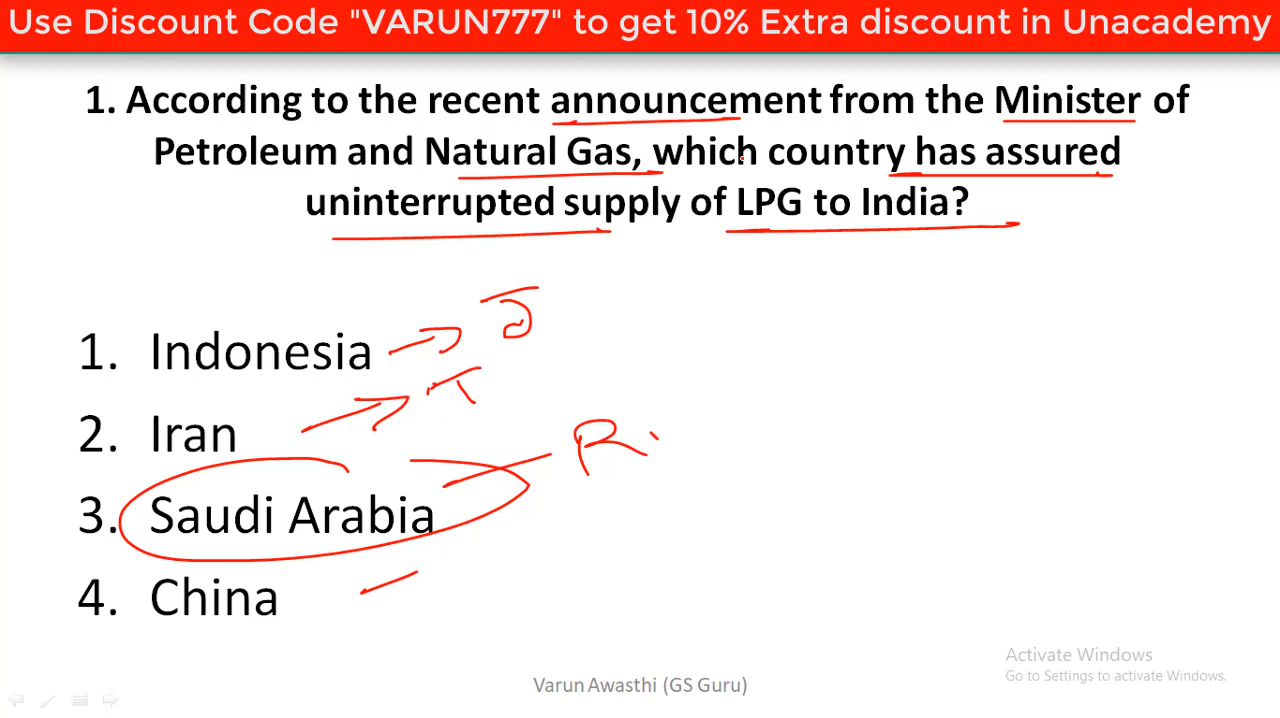 Use Discount Code "VARUN777" to get 10% Extra discount in Unacademy
1. According to the recent announcement from the Minister of
Petroleum and Natural Gas, which country has assured
uninterrupted supply of LPG to India?
1. Indonesia
2. Iran
3. Saudi Arabia R
4. China
Activate Windows
Go to Settings to activate Windows.
Varun Awasthi (GS Guru)